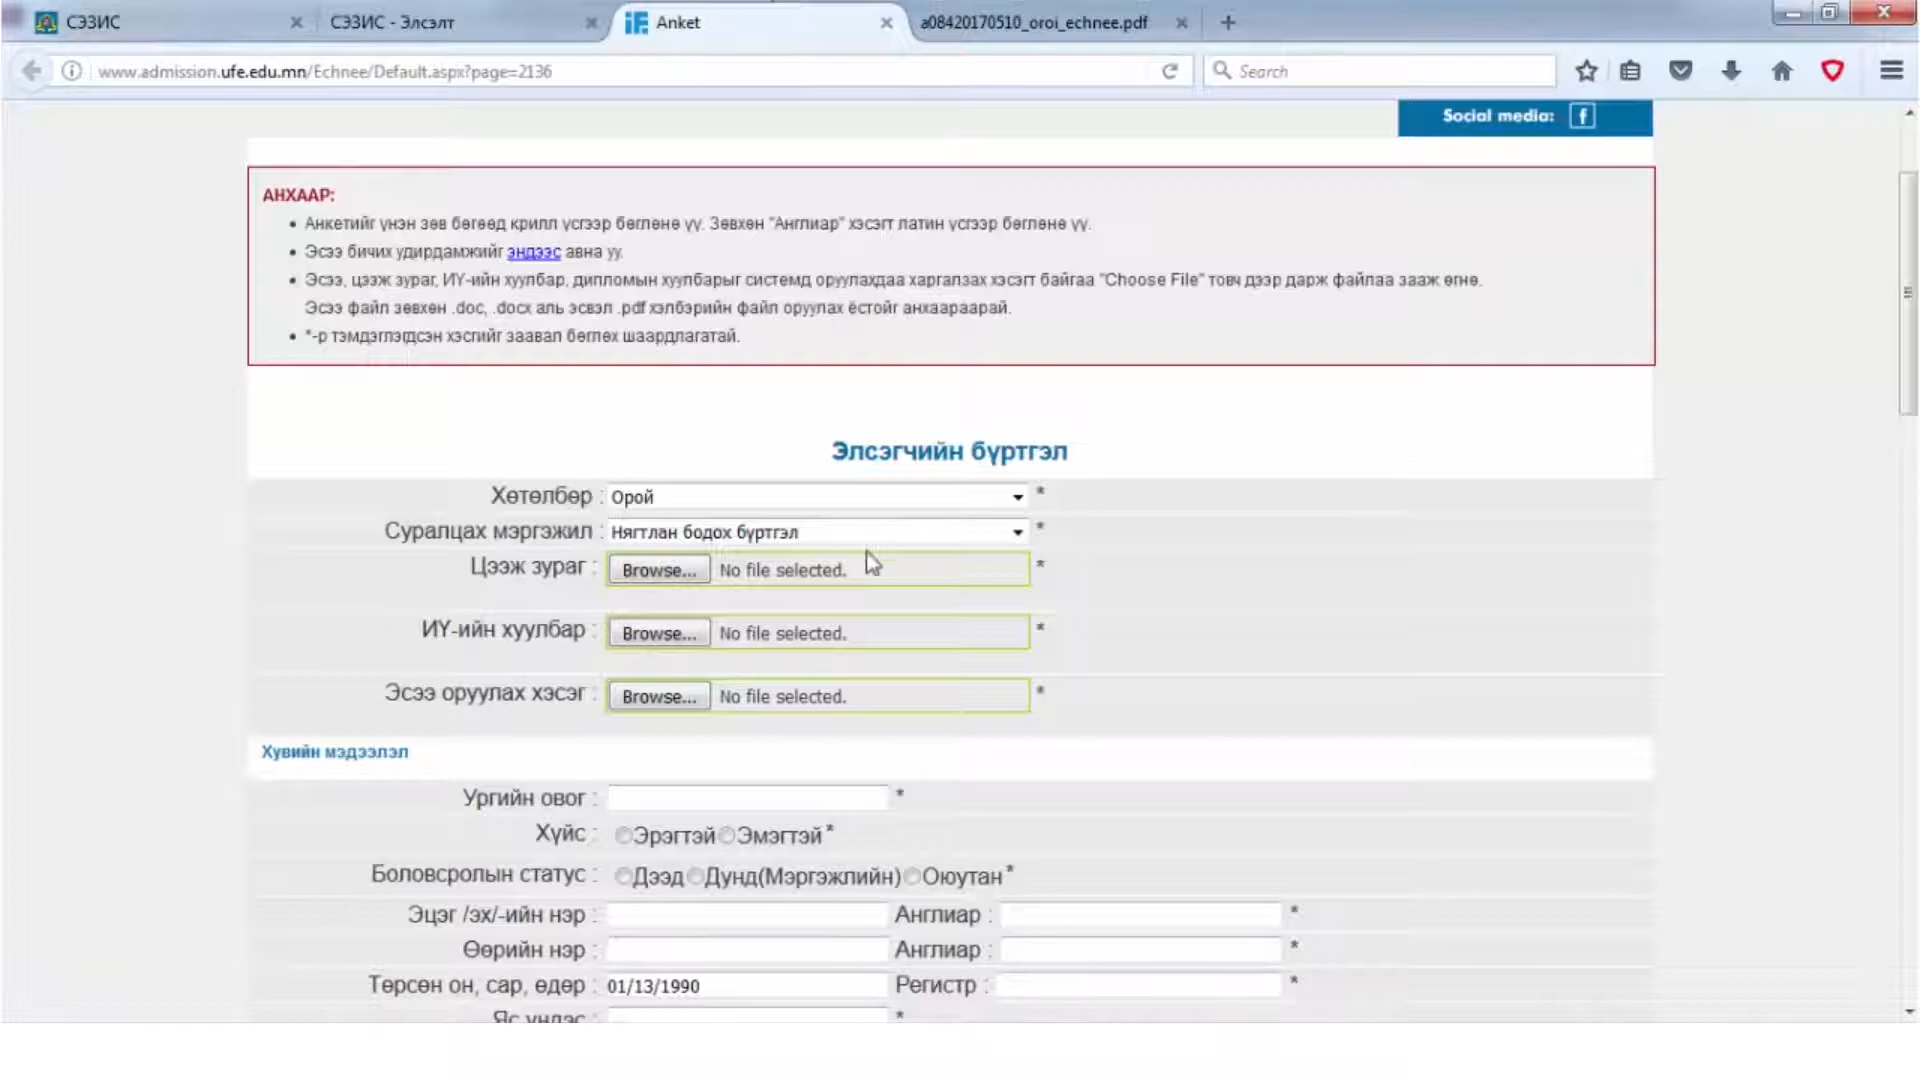 СЭЗИС
СЭЗИС - Элсэлт
Anket
a08420170510_oroi_echnee.pdf
www.admission.ufe.edu.mn/Echnee/Default.aspx?page=2136
Search
Social media:
АНХААР:
Анкетийг үнэн зөв бөгөөд крилл үсгээр бөглөнө үү. Зөвхөн "Англиар" хэсэгт латин үсгээр бөглөнө үү.
Эсээ бичих удирдамжийг эндээс авна уу.
Эсээ, цээж зураг, ИҮ-ийн хуулбар, дипломын хуулбарыг системд оруулахдаа харгалзах хэсэгт байгаа "Choose File" товч дээр дарж файлаа зааж өгнө.
Эсээ файл зөвхөн .doc, .docx аль эсвэл .pdf хэлбэрийн файл оруулах ёстойг анхаараарай.
*-р тэмдэглэгдсэн хэсгийг заавал бөглөх шаардлагатай.
Элсэгчийн бүртгэл
Хөтөлбөр : Орой *
Суралцах мэргэжил : Нягтлан бодох бүртгэл *
Цээж зураг : Browse... No file selected. *
ИҮ-ийн хуулбар : Browse... No file selected. *
Эсээ оруулах хэсэг : Browse... No file selected. *
Хувийн мэдээлэл
Ургийн овог : *
Хүйс : Эрэгтэй Эмэгтэй *
Боловсролын статус : Дээд Дунд(Мэргэжлийн) Оюутан *
Эцэг /эх/-ийн нэр : Англиар : *
Өөрийн нэр : Англиар : *
Төрсөн он, сар, өдөр : 01/13/1990 Регистр : *
Яс үндэс : *